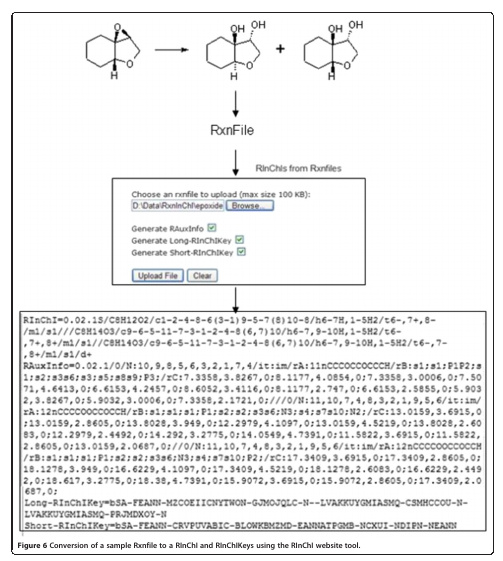 O
O
H
OH
OH
O
H
OH
OH
O
H
+
RxnFile
RInChIs from Rxnfiles
Choose an rxnfile to upload (max size 100 KB):
D:\Data\RxnInChI\epoxide Browse...
Generate RAuxInfo
Generate Long-RInChIKey
Generate Short-RInChIKey
Upload File Clear
RInChI=0.02.1S/C8H12O2/c1-2-4-8-6(3-1)9-5-7(8)10-8/h6-7H,1-5H2/t6-,7+,8-
/m1/s1///C8H14O3/c9-6-5-11-7-3-1-2-4-8(6,7)10/h6-7,9-10H,1-5H2/t6-
,7+,8+/m1/s1//C8H14O3/c9-6-5-11-7-3-1-2-4-8(6,7)10/h6-7,9-10H,1-5H2/t6-,7-
,8+/m1/s1/d+
RAuxInfo=0.02.1/0/N:10,9,8,5,6,3,2,1,7,4/it:im/rA:11nCCCOCCOCCCH/rB:s1;s1;P1P2;s
1;s2;s3s6;s3;s5;s8s9;P3;/rC:7.3358,3.8267,0;8.1177,4.0854,0;7.3358,3.0006,0;7.50
71,4.6413,0;6.6153,4.2457,0;8.6052,3.4116,0;8.1177,2.747,0;6.6153,2.5855,0;5.903
2,3.8267,0;5.9032,3.0006,0;7.3358,2.1721,0;///0/N:11,10,7,4,8,3,2,1,9,5,6/it:im/
rA:12nCCCCOOCCOCCH/rB:s1;s1;s1;P1;s2;s2;s3s6;N3;s4;s7s10;N2;/rC:13.0159,3.6915,0
;13.0159,2.8605,0;13.8028,3.949,0;12.2979,4.1097,0;13.0159,4.5219,0;13.8028,2.60
83,0;12.2979,2.4492,0;14.292,3.2775,0;14.0549,4.7391,0;11.5822,3.6915,0;11.5822,
2.8605,0;13.0159,2.0687,0;//0/N:11,10,7,4,8,3,2,1,9,5,6/it:im/rA:12nCCCCOOCCOCCH
/rB:s1;s1;s1;P1;s2;s2;s3s6;N3;s4;s7s10;P2;/rC:17.3409,3.6915,0;17.3409,2.8605,0;
18.1278,3.949,0;16.6229,4.1097,0;17.3409,4.5219,0;18.1278,2.6083,0;16.6229,2.449
2,0;18.617,3.2775,0;18.38,4.7391,0;15.9072,3.6915,0;15.9072,2.8605,0;17.3409,2.0
687,0;
Long-RInChIKey=bSA-FEANN-MZCOEIICNYTWON-GJMOJQLC-N--LVAKKUYGMIASMQ-CSMHCCOU-N-
LVAKKUYGMIASMQ-PRJMDXOY-N
Short-RInChIKey=bSA-FEANN-CRVPUVABIC-BLOWKBMZMD-EANNATPGMB-NCXUI-NDIPN-NEANN
Figure 6 Conversion of a sample Rxnfile to a RInChI and RInChIKeys using the RInChI website tool.